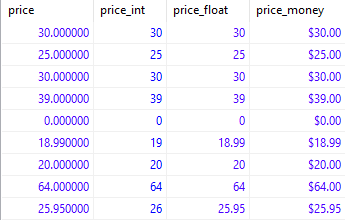 price price_int price_float price_money
30.000000 30 30 $30.00
25.000000 25 25 $25.00
30.000000 30 30 $30.00
39.000000 39 39 $39.00
0.000000 0 0 $0.00
18.990000 19 18.99 $18.99
20.000000 20 20 $20.00
64.000000 64 64 $64.00
25.950000 26 25.95 $25.95